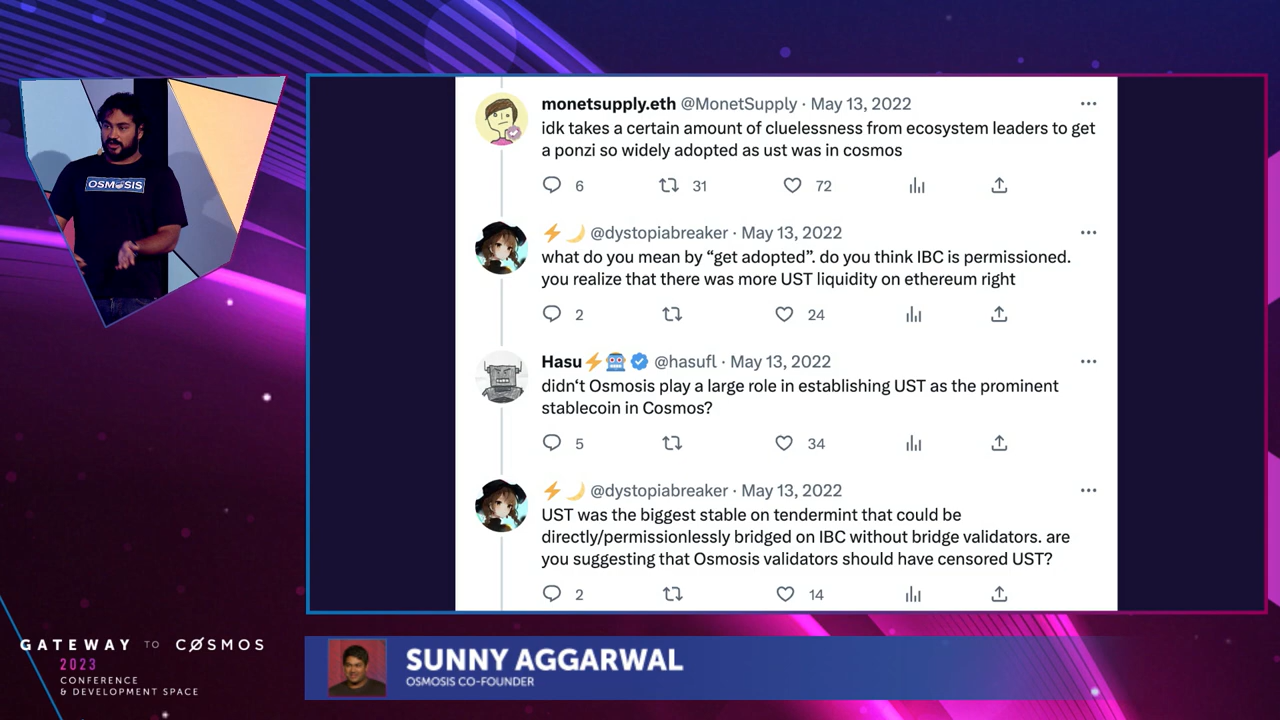 OSMOSIS
monetsupply.eth @MonetSupply · May 13, 2022
idk takes a certain amount of cluelessness from ecosystem leaders to get
a ponzi so widely adopted as ust was in cosmos
6 31 72
⚡🌙 @dystopiabreaker · May 13, 2022
what do you mean by “get adopted”. do you think IBC is permissioned.
you realize that there was more UST liquidity on ethereum right
2 24
Hasu⚡🤖 @hasufl · May 13, 2022
didn‘t Osmosis play a large role in establishing UST as the prominent
stablecoin in Cosmos?
5 34
⚡🌙 @dystopiabreaker · May 13, 2022
UST was the biggest stable on tendermint that could be
directly/permissionlessly bridged on IBC without bridge validators. are
you suggesting that Osmosis validators should have censored UST?
2 14
GATEWAY TO CØSMOS
2023
CONFERENCE
& DEVELOPMENT SPACE
SUNNY AGGARWAL
OSMOSIS CO-FOUNDER